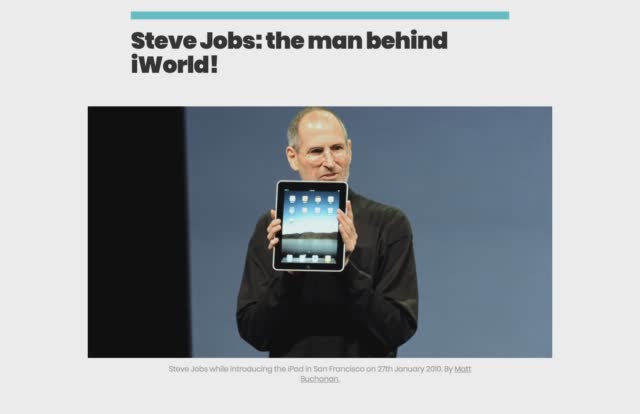 Steve Jobs: the man behind
iWorld!
Steve Jobs while introducing the iPad in San Francisco on 27th January 2010. By Matt
Buchanan.